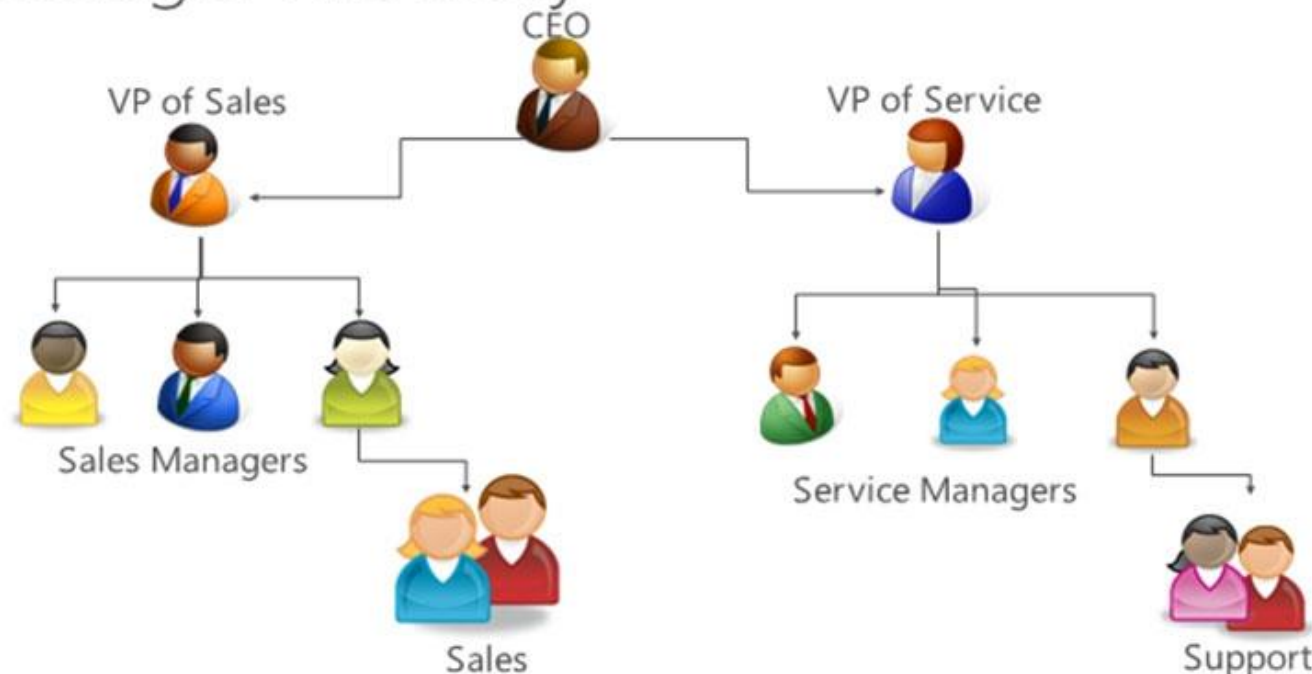 CEO
VP of Sales
VP of Service
Sales Managers
Service Managers
Sales
Support